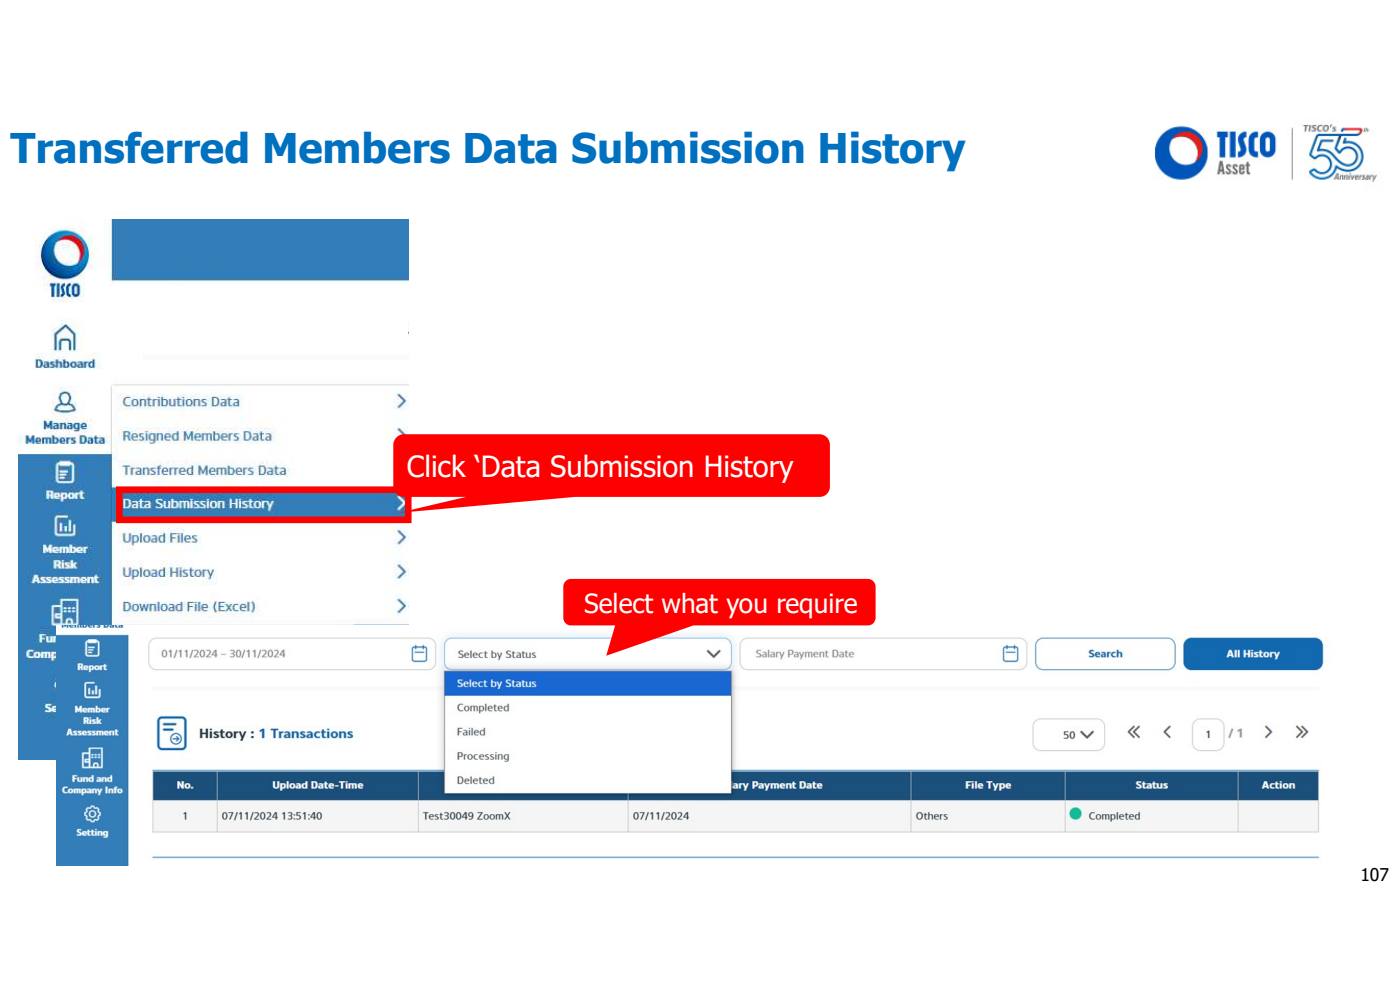 Transferred Members Data Submission History
TISCO
Asset
TISCO's
55th
Anniversary
TISCO
Dashboard
Manage
Members Data
Report
Member
Risk
Assessment
Contributions Data
Resigned Members Data
Transferred Members Data
Data Submission History
Upload Files
Upload History
Download File (Excel)
Click ‘Data Submission History
Select what you require
Members Data
Report
Member
Risk
Assessment
Fund and
Company Info
Setting
01/11/2024 – 30/11/2024
Select by Status
Salary Payment Date
Search
All History
Select by Status
Completed
Failed
Processing
Deleted
History : 1 Transactions
50
1 / 1
No. Upload Date-Time ary Payment Date File Type Status Action
1 07/11/2024 13:51:40 Test30049 ZoomX 07/11/2024 Others Completed
107